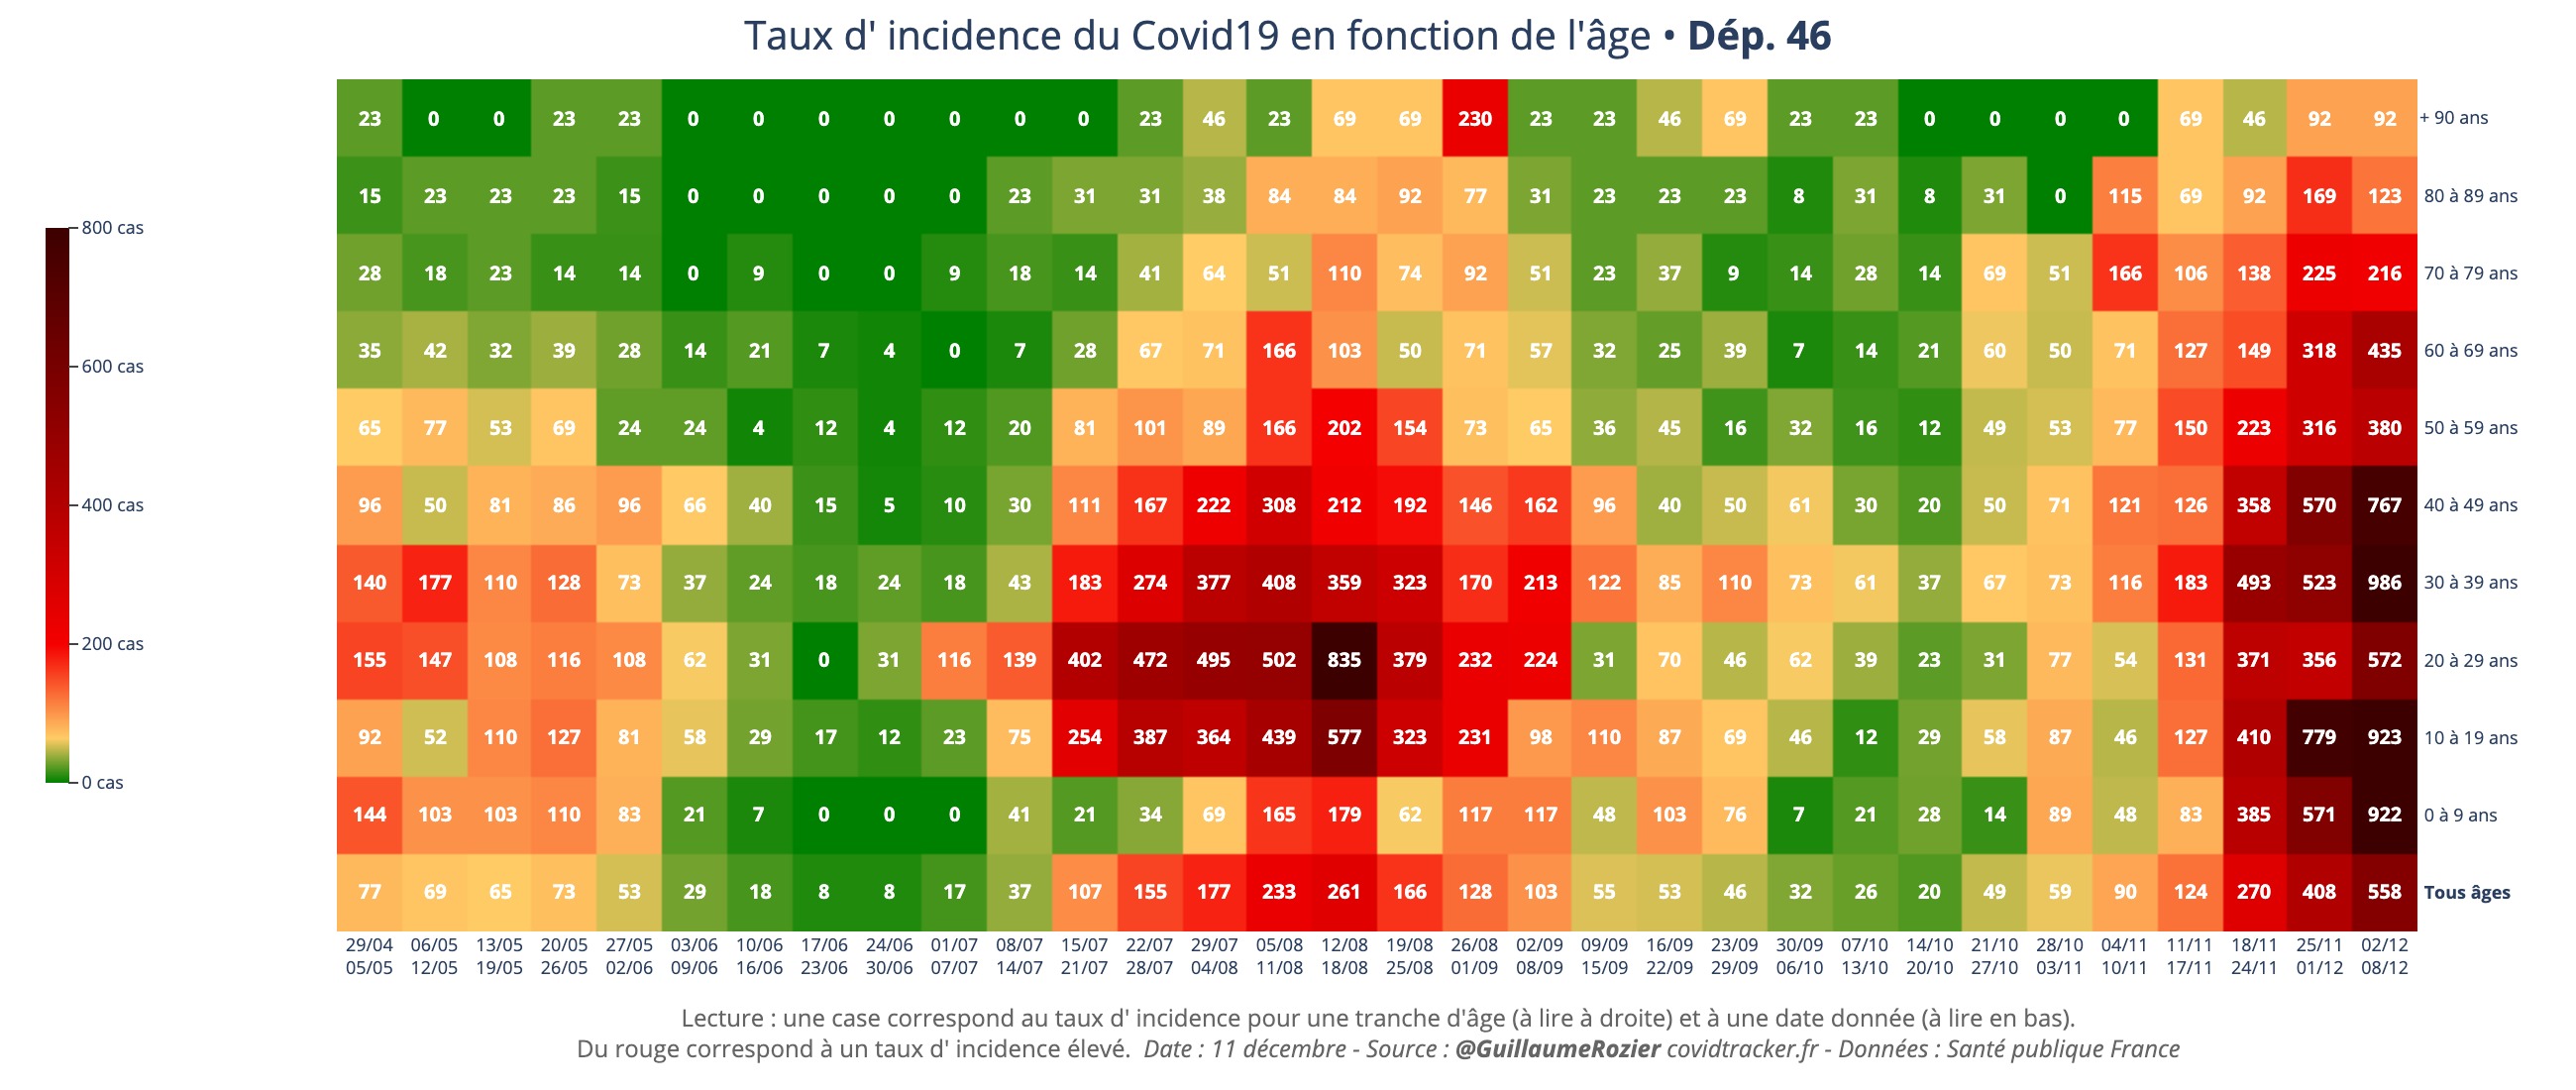 Taux d' incidence du Covid19 en fonction de l'âge • Dép. 46
800 cas
600 cas
400 cas
200 cas
0 cas
23 0 0 23 23 0 0 0 0 0 0 0 23 46 23 69 69 230 23 23 46 69 23 23 0 0 0 0 69 46 92 92 + 90 ans
15 23 23 23 15 0 0 0 0 0 23 31 31 38 84 84 92 77 31 23 23 23 8 31 8 31 0 115 69 92 169 123 80 à 89 ans
28 18 23 14 14 0 9 0 0 9 18 14 41 64 51 110 74 92 51 23 37 9 14 28 14 69 51 166 106 138 225 216 70 à 79 ans
35 42 32 39 28 14 21 7 4 0 7 28 67 71 166 103 50 71 57 32 25 39 7 14 21 60 50 71 127 149 318 435 60 à 69 ans
65 77 53 69 24 24 4 12 4 12 20 81 101 89 166 202 154 73 65 36 45 16 32 16 12 49 53 77 150 223 316 380 50 à 59 ans
96 50 81 86 96 66 40 15 5 10 30 111 167 222 308 212 192 146 162 96 40 50 61 30 20 50 71 121 126 358 570 767 40 à 49 ans
140 177 110 128 73 37 24 18 24 18 43 183 274 377 408 359 323 170 213 122 85 110 73 61 37 67 73 116 183 493 523 986 30 à 39 ans
155 147 108 116 108 62 31 0 31 116 139 402 472 495 502 835 379 232 224 31 70 46 62 39 23 31 77 54 131 371 356 572 20 à 29 ans
92 52 110 127 81 58 29 17 12 23 75 254 387 364 439 577 323 231 98 110 87 69 46 12 29 58 87 46 127 410 779 923 10 à 19 ans
144 103 103 110 83 21 7 0 0 0 41 21 34 69 165 179 62 117 117 48 103 76 7 21 28 14 89 48 83 385 571 922 0 à 9 ans
77 69 65 73 53 29 18 8 8 17 37 107 155 177 233 261 166 128 103 55 53 46 32 26 20 49 59 90 124 270 408 558 Tous âges
29/04 06/05 13/05 20/05 27/05 03/06 10/06 17/06 24/06 01/07 08/07 15/07 22/07 29/07 05/08 12/08 19/08 26/08 02/09 09/09 16/09 23/09 30/09 07/10 14/10 21/10 28/10 04/11 11/11 18/11 25/11 02/12
05/05 12/05 19/05 26/05 02/06 09/06 16/06 23/06 30/06 07/07 14/07 21/07 28/07 04/08 11/08 18/08 25/08 01/09 08/09 15/09 22/09 29/09 06/10 13/10 20/10 27/10 03/11 10/11 17/11 24/11 01/12 08/12
Lecture : une case correspond au taux d' incidence pour une tranche d'âge (à lire à droite) et à une date donnée (à lire en bas).
Du rouge correspond à un taux d' incidence élevé. Date : 11 décembre - Source : @GuillaumeRozier covidtracker.fr - Données : Santé publique France